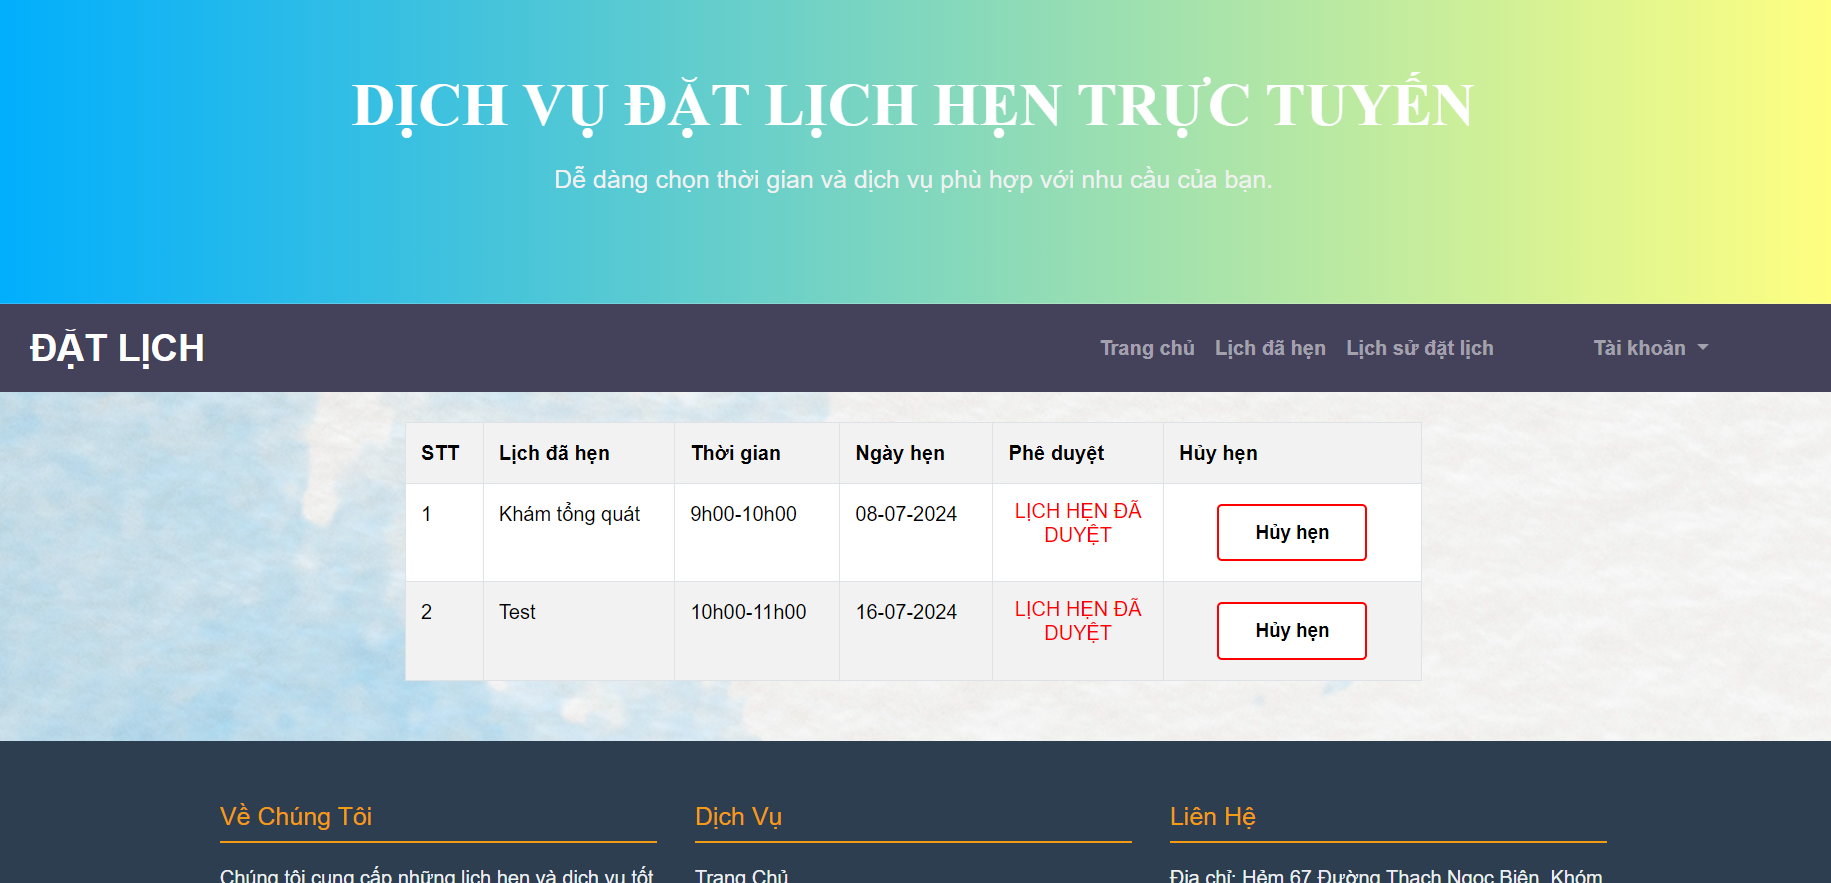 DỊCH VỤ ĐẶT LỊCH HẸN TRỰC TUYẾN
Dễ dàng chọn thời gian và dịch vụ phù hợp với nhu cầu của bạn.
ĐẶT LỊCH
Trang chủ Lịch đã hẹn Lịch sử đặt lịch Tài khoản
STT Lịch đã hẹn Thời gian Ngày hẹn Phê duyệt Hủy hẹn
1 Khám tổng quát 9h00-10h00 08-07-2024 LỊCH HẸN ĐÃ
DUYỆT
Hủy hẹn
2 Test 10h00-11h00 16-07-2024 LỊCH HẸN ĐÃ
DUYỆT
Hủy hẹn
Về Chúng Tôi
Chúng tôi cung cấp những lịch hẹn và dịch vụ tốt
Dịch Vụ
Trang Chủ
Liên Hệ
Địa chỉ: Hẻm 67 Đường Thạch Ngọc Biên, Khóm